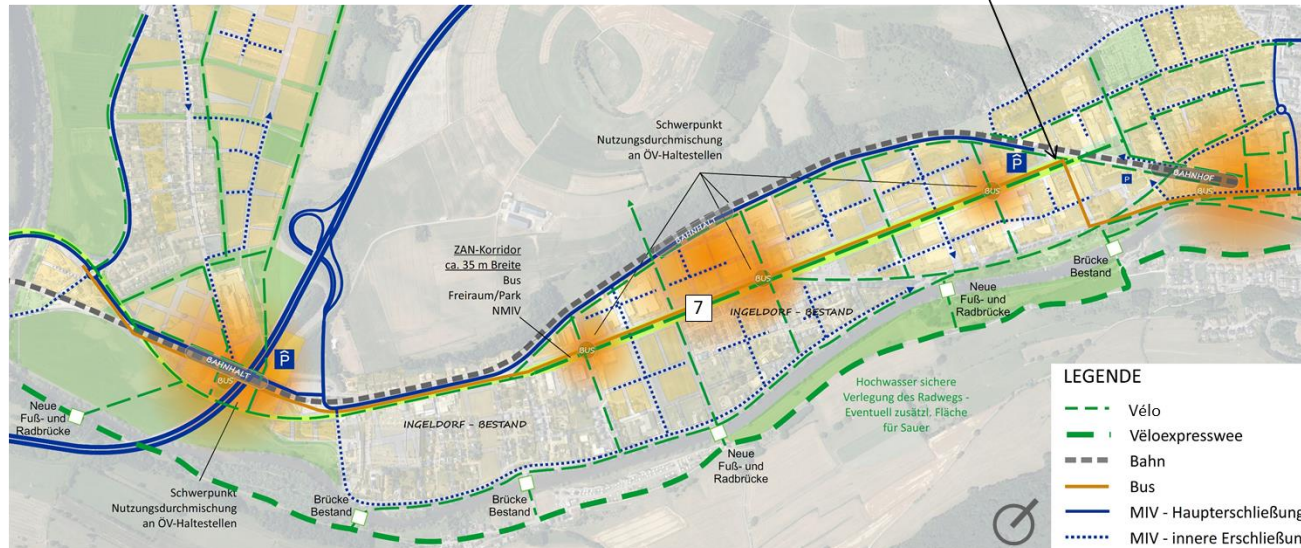 Schwerpunkt
Nutzungsdurchmischung
an ÖV-Haltestellen
ZAN-Korridor
ca. 35 m Breite
Bus
Freiraum/Park
NMIV
BAHNHALT
BUS
7
BUS
INGELDORF - BESTAND
BUS
P
P
BAHNHOF
BUS
Brücke
Bestand
Neue
Fuß- und
Radbrücke
Hochwasser sichere
Verlegung des Radwegs -
Eventuell zusätzl. Fläche
für Sauer
Neue
Fuß- und
Radbrücke
BAHNHALT
BUS
P
Neue
Fuß- und
Radbrücke
INGELDORF - BESTAND
Schwerpunkt
Nutzungsdurchmischung
an ÖV-Haltestellen
Brücke
Bestand
Brücke
Bestand
LEGENDE
Vélo
Vëloexpresswee
Bahn
Bus
MIV - Haupterschließung
MIV - innere Erschließun